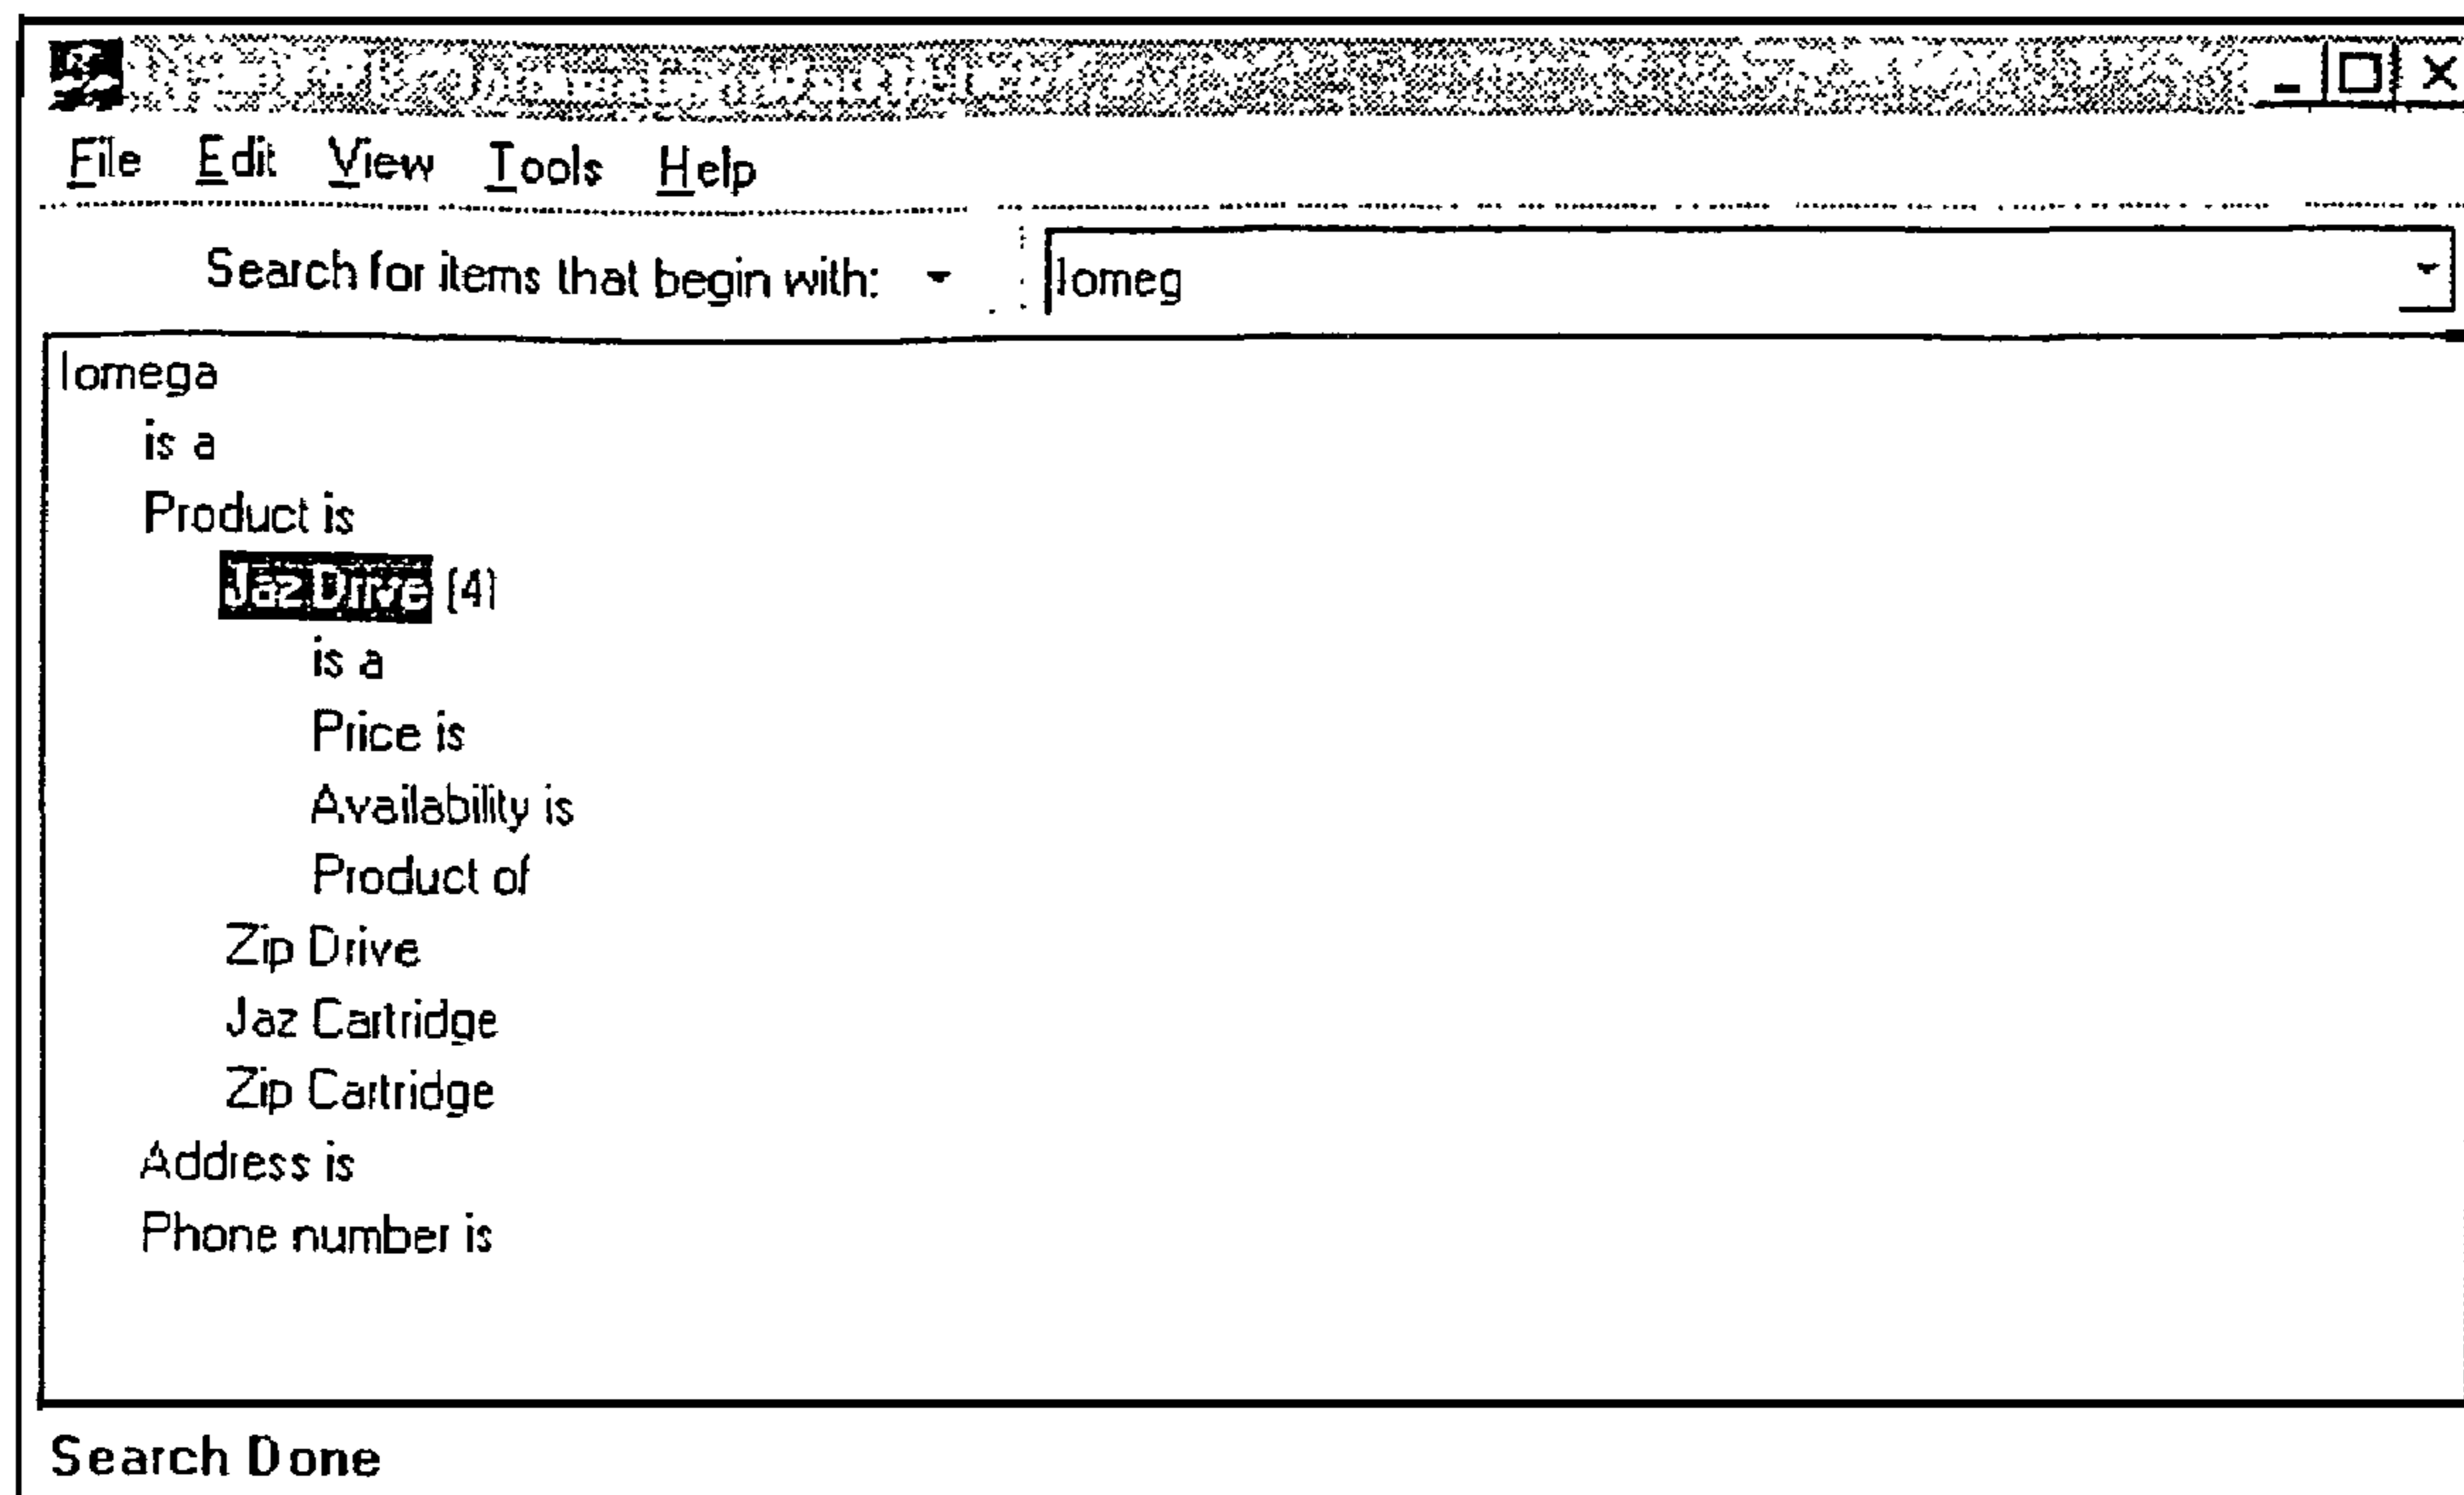 File Edit View Tools Help
Search for items that begin with: Iomeg
Iomega
is a
Product is
Jaz Drive (4)
is a
Price is
Availability is
Product of
Zip Drive
Jaz Cartridge
Zip Cartridge
Address is
Phone number is
Search Done